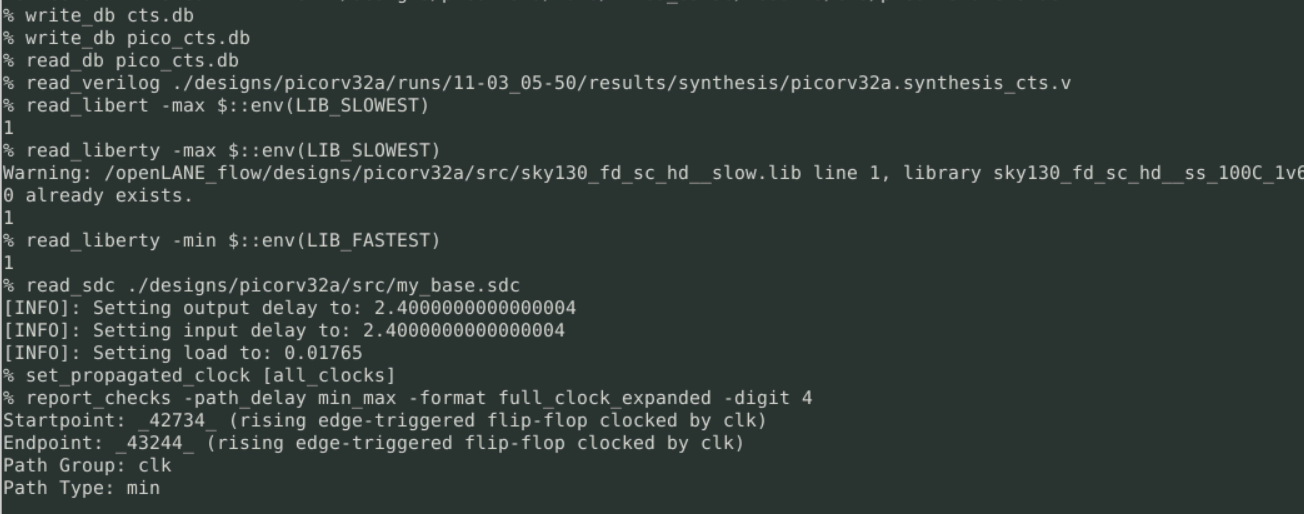 % write_db cts.db
% write_db pico_cts.db
% read_db pico_cts.db
% read_verilog ./designs/picorv32a/runs/11-03_05-50/results/synthesis/picorv32a.synthesis_cts.v
% read_libert -max $::env(LIB_SLOWEST)
1
% read_liberty -max $::env(LIB_SLOWEST)
Warning: /openLANE_flow/designs/picorv32a/src/sky130_fd_sc_hd__slow.lib line 1, library sky130_fd_sc_hd__ss_100C_1v6
0 already exists.
1
% read_liberty -min $::env(LIB_FASTEST)
1
% read_sdc ./designs/picorv32a/src/my_base.sdc
[INFO]: Setting output delay to: 2.4000000000000004
[INFO]: Setting input delay to: 2.4000000000000004
[INFO]: Setting load to: 0.01765
% set_propagated_clock [all_clocks]
% report_checks -path_delay min_max -format full_clock_expanded -digit 4
Startpoint: _42734_ (rising edge-triggered flip-flop clocked by clk)
Endpoint: _43244_ (rising edge-triggered flip-flop clocked by clk)
Path Group: clk
Path Type: min